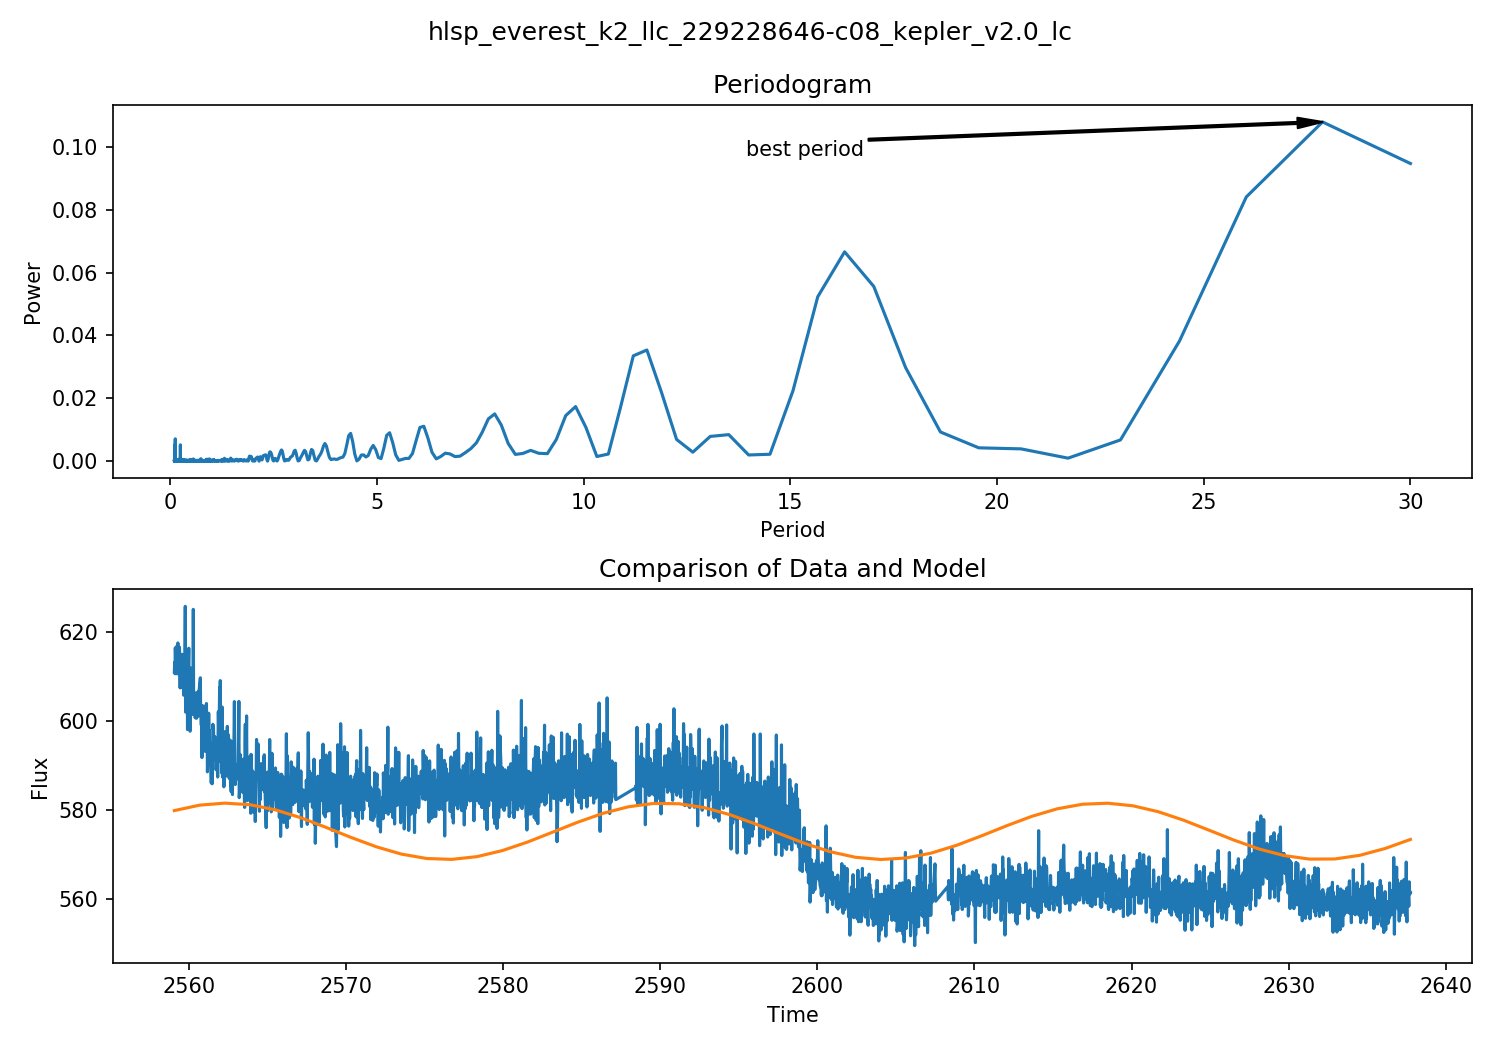 hlsp_everest_k2_llc_229228646-c08_kepler_v2.0_lc
Periodogram
best period
Power
0.10
0.08
0.06
0.04
0.02
0.00
0 5 10 15 20 25 30
Period
Comparison of Data and Model
Flux
620
600
580
560
2560 2570 2580 2590 2600 2610 2620 2630 2640
Time